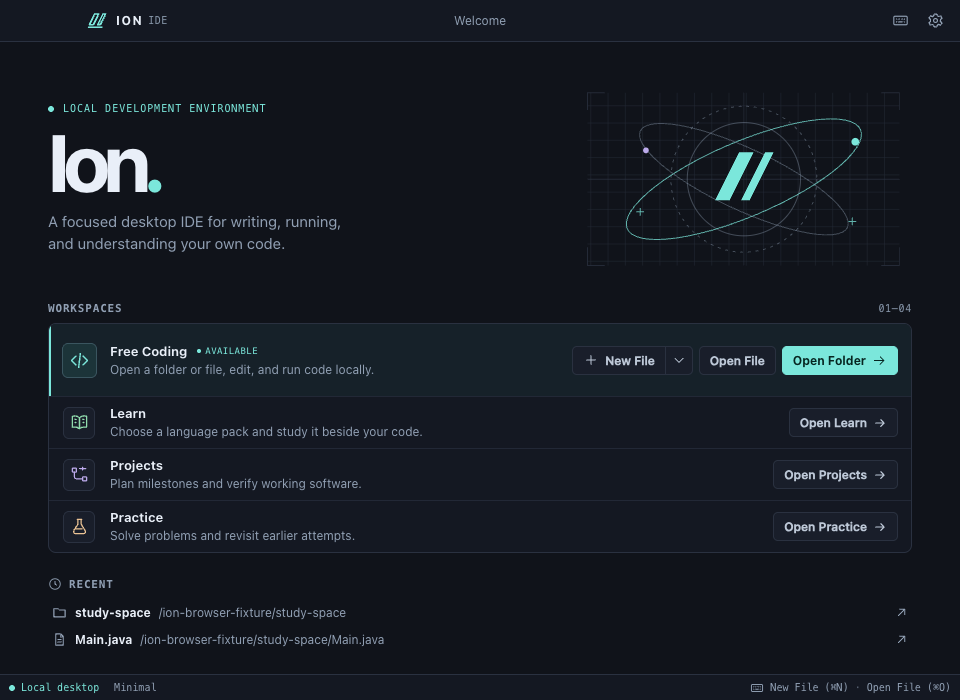 ION IDE
Welcome
LOCAL DEVELOPMENT ENVIRONMENT
Ion.
A focused desktop IDE for writing, running,
and understanding your own code.
WORKSPACES
01—04
Free Coding
AVAILABLE
Open a folder or file, edit, and run code locally.
New File
Open File
Open Folder
Learn
Choose a language pack and study it beside your code.
Open Learn
Projects
Plan milestones and verify working software.
Open Projects
Practice
Solve problems and revisit earlier attempts.
Open Practice
RECENT
study-space /ion-browser-fixture/study-space
Main.java /ion-browser-fixture/study-space/Main.java
Local desktop Minimal
New File (⌘N) · Open File (⌘O)